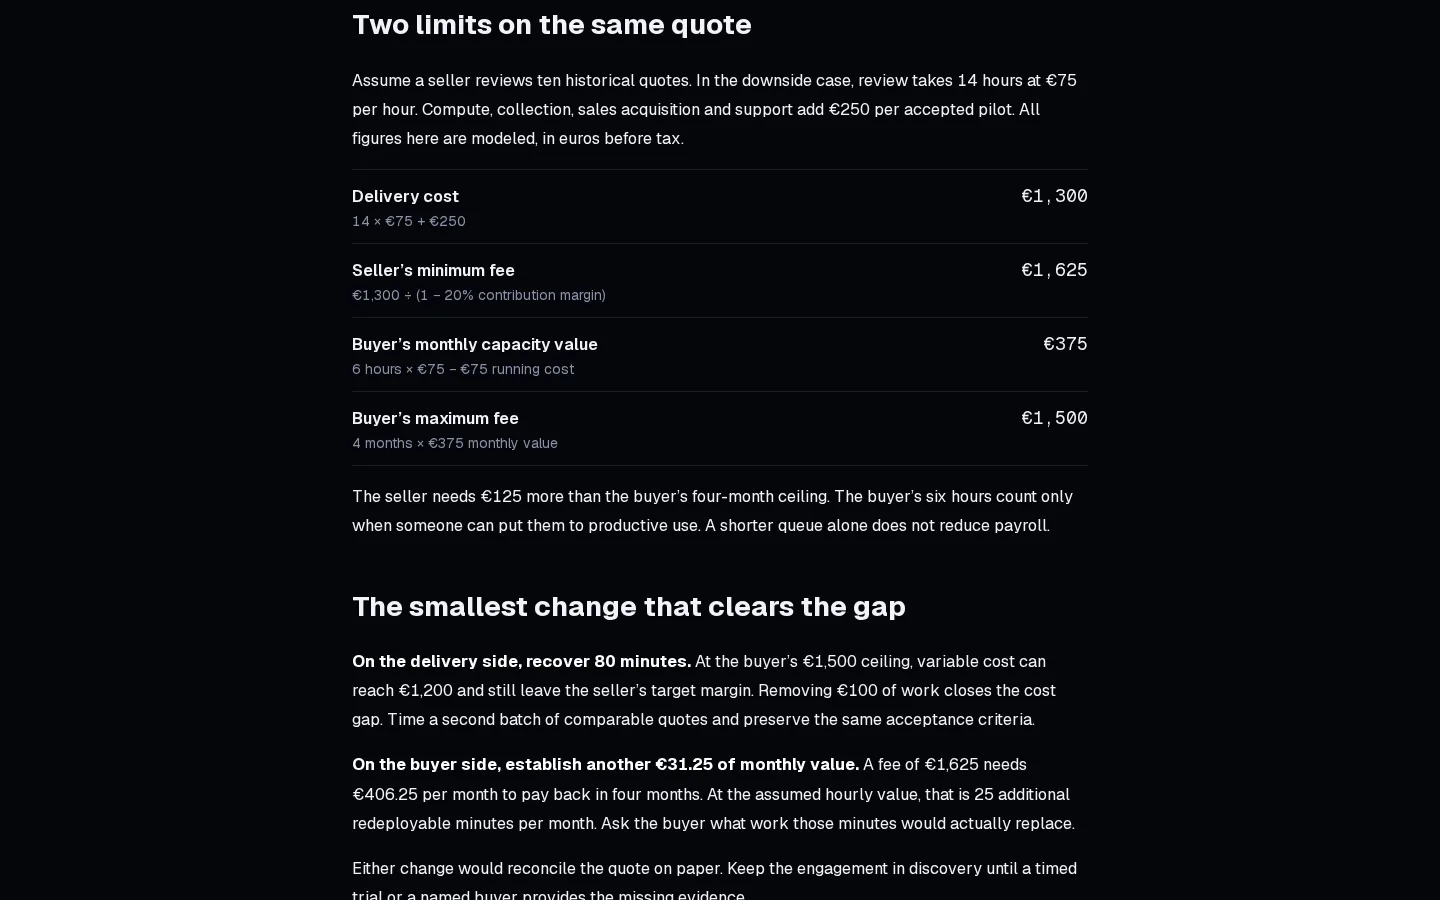 Two limits on the same quote
Assume a seller reviews ten historical quotes. In the downside case, review takes 14 hours at €75
per hour. Compute, collection, sales acquisition and support add €250 per accepted pilot. All
figures here are modeled, in euros before tax.
Delivery cost €1,300
14 × €75 + €250
Seller’s minimum fee €1,625
€1,300 ÷ (1 − 20% contribution margin)
Buyer’s monthly capacity value €375
6 hours × €75 − €75 running cost
Buyer’s maximum fee €1,500
4 months × €375 monthly value
The seller needs €125 more than the buyer’s four-month ceiling. The buyer’s six hours count only
when someone can put them to productive use. A shorter queue alone does not reduce payroll.
The smallest change that clears the gap
On the delivery side, recover 80 minutes. At the buyer’s €1,500 ceiling, variable cost can
reach €1,200 and still leave the seller’s target margin. Removing €100 of work closes the cost
gap. Time a second batch of comparable quotes and preserve the same acceptance criteria.
On the buyer side, establish another €31.25 of monthly value. A fee of €1,625 needs
€406.25 per month to pay back in four months. At the assumed hourly value, that is 25 additional
redeployable minutes per month. Ask the buyer what work those minutes would actually replace.
Either change would reconcile the quote on paper. Keep the engagement in discovery until a timed
trial or a named buyer provides the missing evidence.